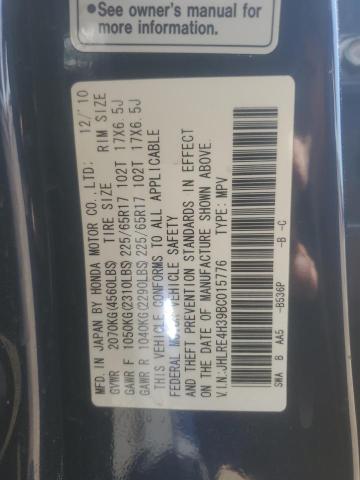 •See owner's manual for
more information.
MFD. IN JAPAN BY HONDA MOTOR CO., LTD: 12/'10
GVWR 2070KG(4560LBS) TIRE SIZE RIM SIZE
GAWR F 1050KG(2310LBS) 225/65R17 102T 17X6.5J
GAWR R 1040KG(2290LBS) 225/65R17 102T 17X6.5J
THIS VEHICLE CONFORMS TO ALL APPLICABLE
FEDERAL MOTOR VEHICLE SAFETY
AND THEFT PREVENTION STANDARDS IN EFFECT
ON THE DATE OF MANUFACTURE SHOWN ABOVE.
V.I.N:JHLRE4H39BC015776 TYPE: MPV
SWA B AA5 -B536P -B -C